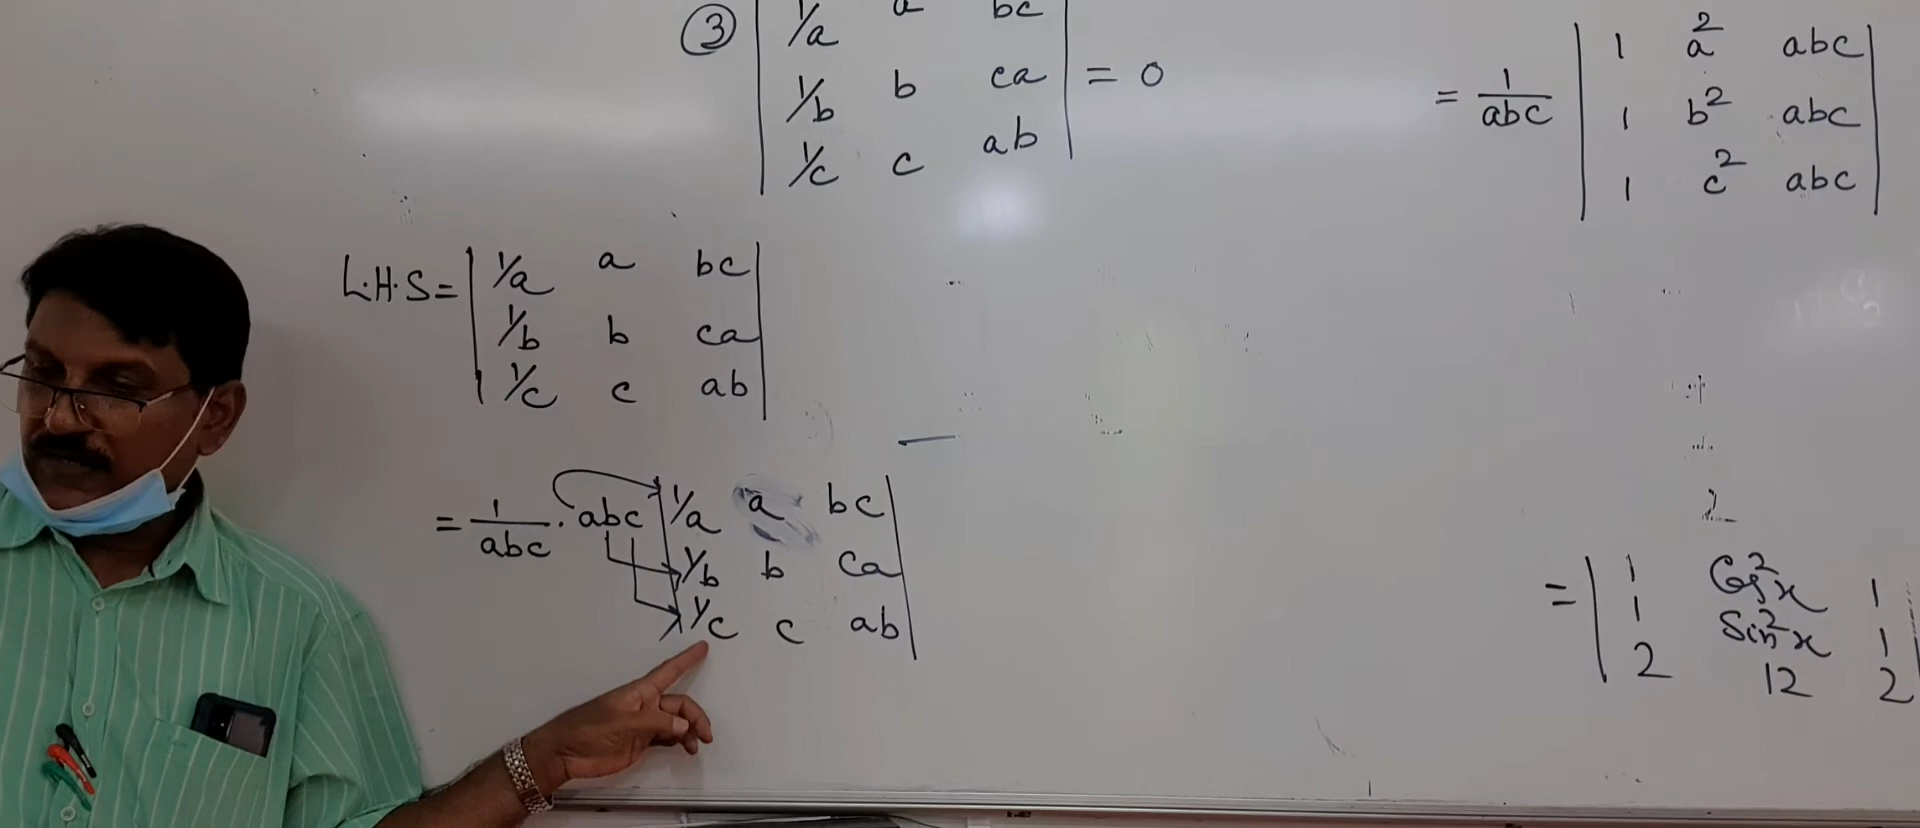 ③ | 1/a a bc |
| 1/b b ca | = 0
| 1/c c ab |
L.H.S = | 1/a a bc |
| 1/b b ca |
| 1/c c ab |
= 1/abc . abc | 1/a a bc |
| 1/b b ca |
| 1/c c ab |
= 1/abc | 1 a² abc |
| 1 b² abc |
| 1 c² abc |
2
= | 1 Cos²x 1 |
| 1 Sin²x 1 |
| 2 12 2 |